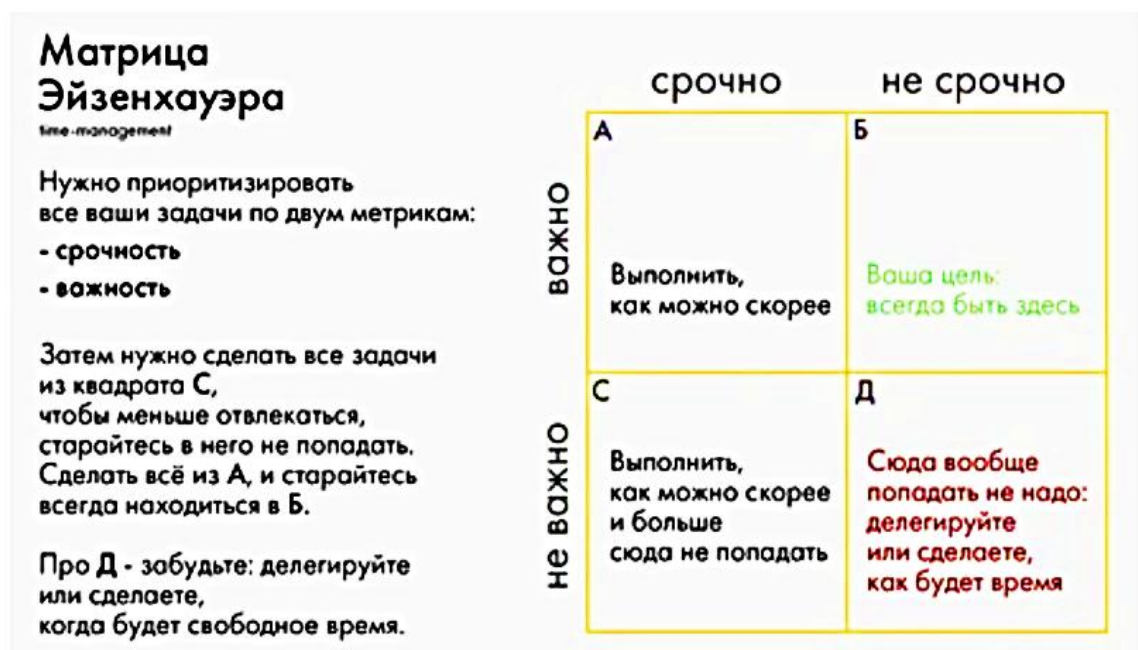 Матрица
Эйзенхауэра
time-management
Нужно приоритизировать
все ваши задачи по двум метрикам:
- срочность
- важность
Затем нужно сделать все задачи
из квадрата С,
чтобы меньше отвлекаться,
старайтесь в него не попадать.
Сделать всё из А, и старайтесь
всегда находиться в Б.
Про Д - забудьте: делегируйте
или сделаете,
когда будет свободное время.
срочно
не срочно
важно
не важно
А
Выполнить,
как можно скорее
Б
Ваша цель:
всегда быть здесь
С
Выполнить,
как можно скорее
и больше
сюда не попадать
Д
Сюда вообще
попадать не надо:
делегируйте
или сделаете,
как будет время